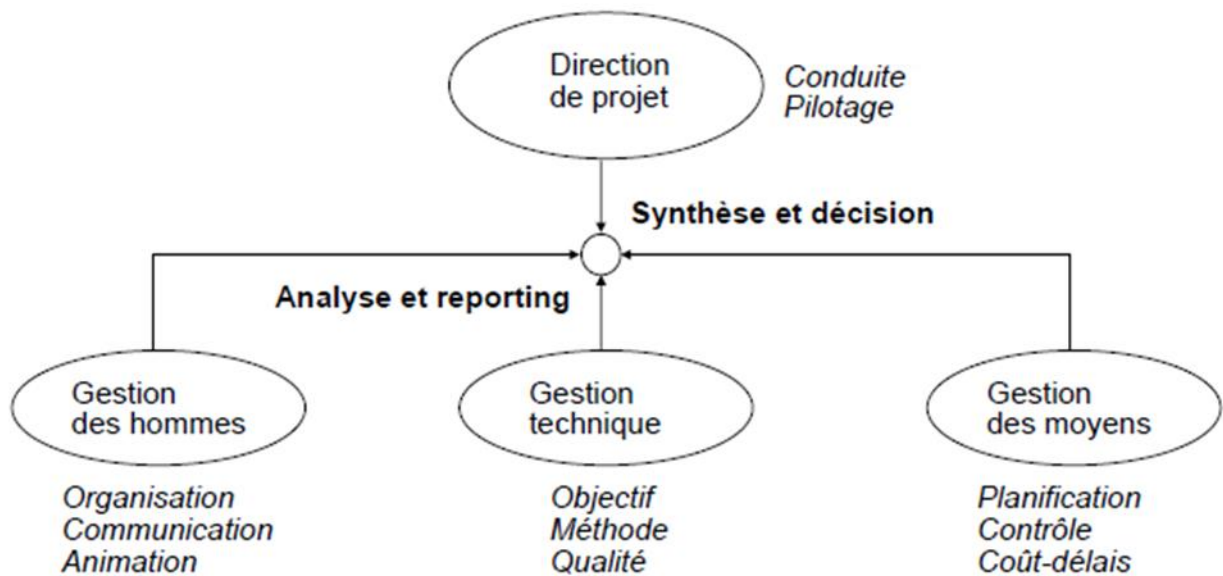 Direction
de projet
Conduite
Pilotage
Synthèse et décision
Analyse et reporting
Gestion
des hommes
Gestion
technique
Gestion
des moyens
Organisation
Communication
Animation
Objectif
Méthode
Qualité
Planification
Contrôle
Coût-délais